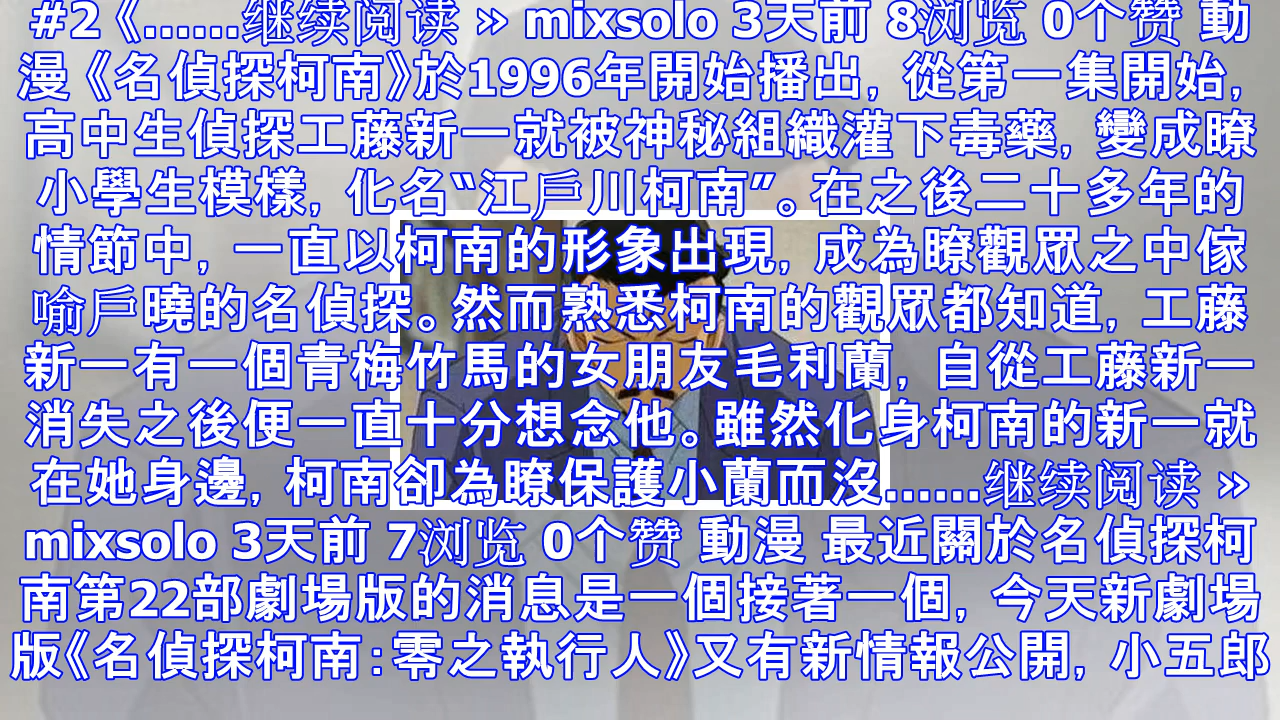 #2《......继续阅读 » mixsolo 3天前 8浏览 0个赞 動
漫《名偵探柯南》於1996年開始播出, 從第一集開始,
高中生偵探工藤新一就被神秘組織灌下毒藥, 變成瞭
小學生模樣, 化名“江戶川柯南”。在之後二十多年的
情節中, 一直以柯南的形象出現, 成為瞭觀眾之中傢
喻戶曉的名偵探。然而熟悉柯南的觀眾都知道, 工藤
新一有一個青梅竹馬的女朋友毛利蘭, 自從工藤新一
消失之後便一直十分想念他。雖然化身柯南的新一就
在她身邊, 柯南卻為瞭保護小蘭而沒......继续阅读 »
mixsolo 3天前 7浏览 0个赞 動漫 最近關於名偵探柯
南第22部劇場版的消息是一個接著一個, 今天新劇場
版《名偵探柯南:零之執行人》又有新情報公開, 小五郎